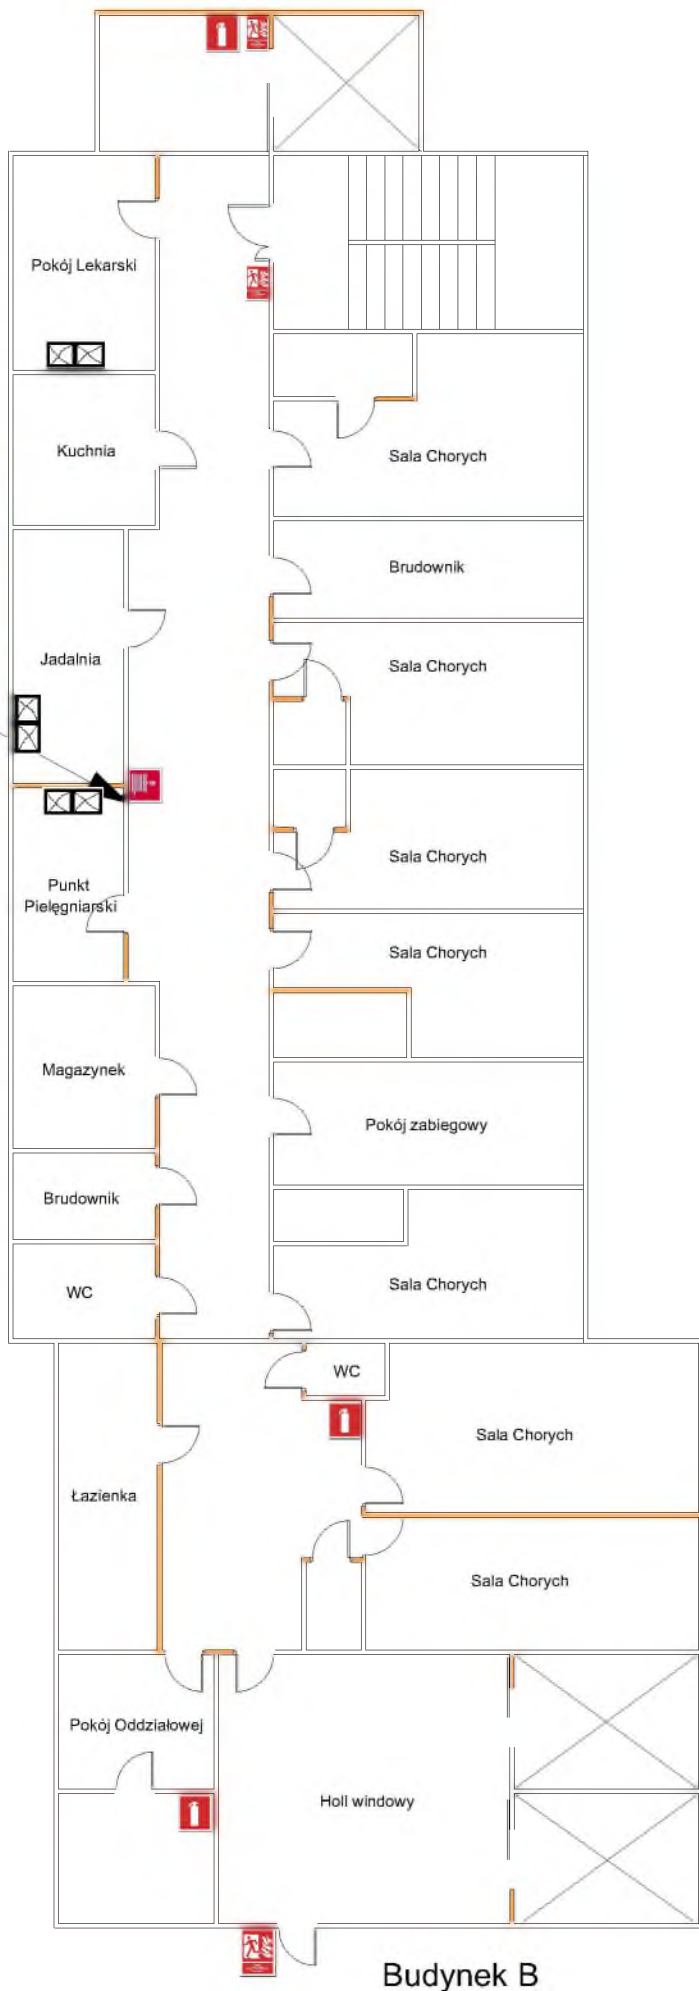 Pokój Lekarski
Kuchnia
Sala Chorych
Brudownik
Jadalnia
Sala Chorych
Sala Chorych
Punkt
Pielęgniarski
Sala Chorych
Magazynek
Pokój zabiegowy
Brudownik
WC
Sala Chorych
WC
Sala Chorych
Łazienka
Sala Chorych
Pokój Oddziałowej
Holl windowy
Budynek B